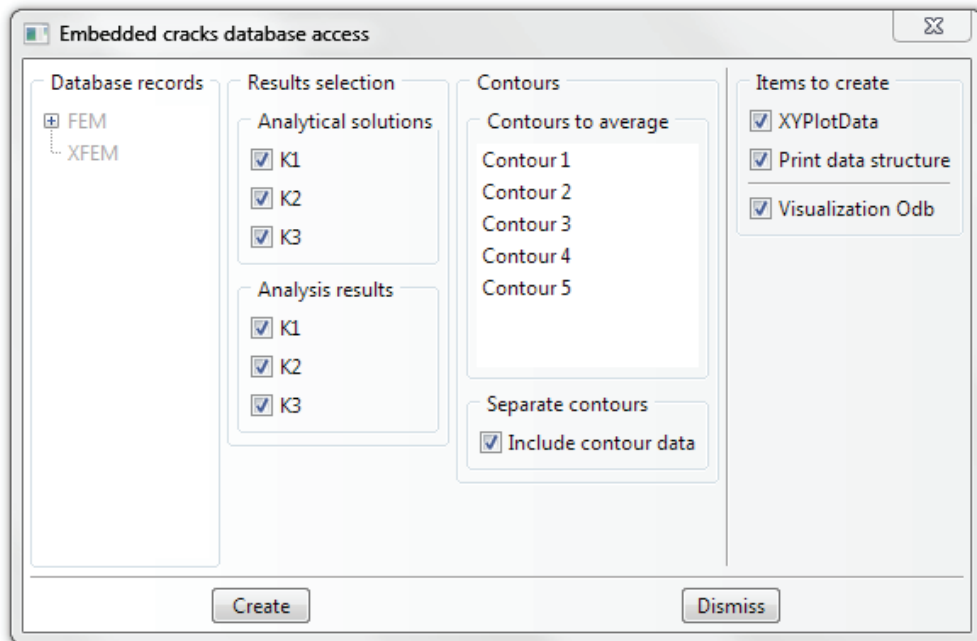 Embedded cracks database access
Database records
FEM
XFEM
Results selection
Analytical solutions
K1
K2
K3
Analysis results
K1
K2
K3
Contours
Contours to average
Contour 1
Contour 2
Contour 3
Contour 4
Contour 5
Separate contours
Include contour data
Items to create
XYPlotData
Print data structure
Visualization Odb
Create
Dismiss